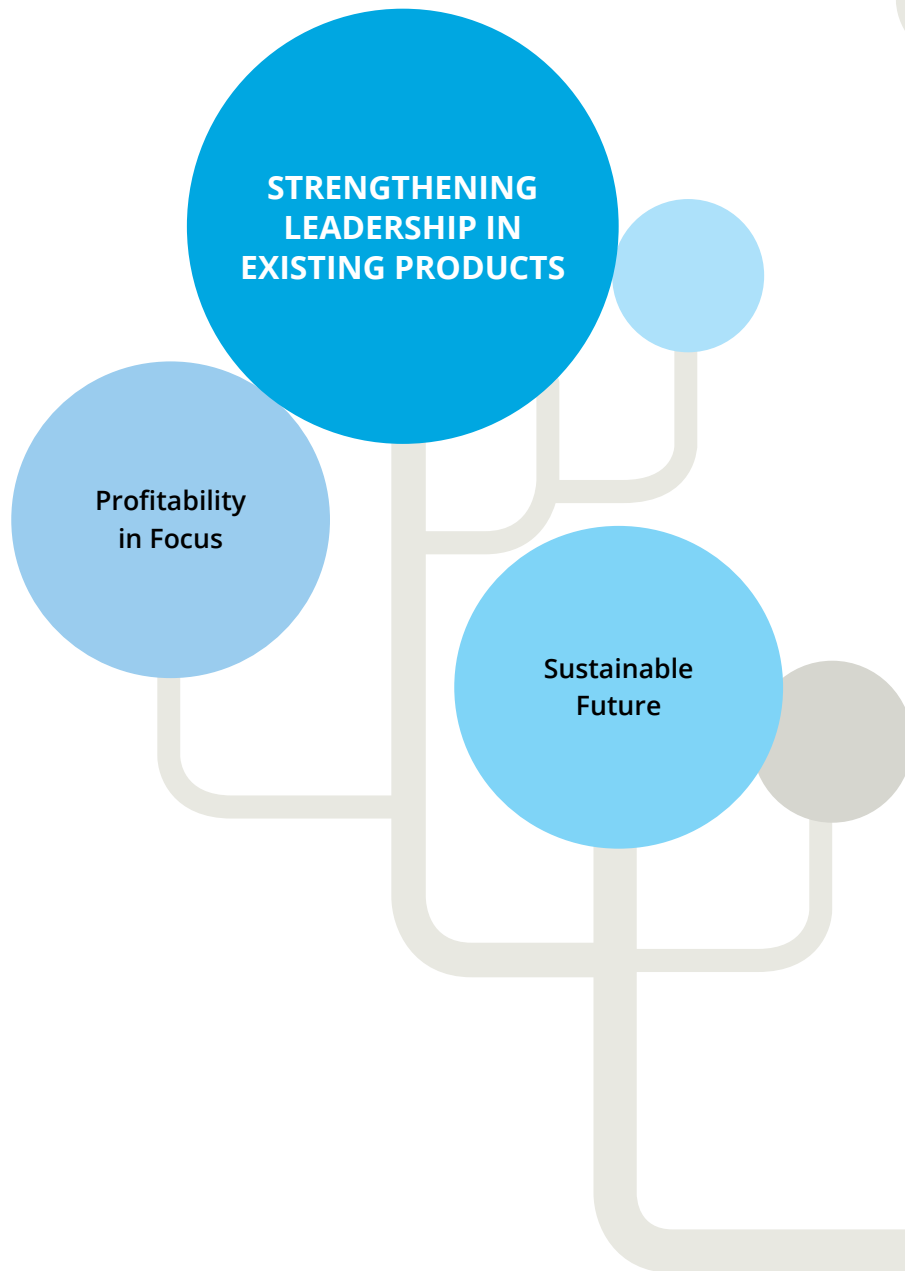 STRENGTHENING
LEADERSHIP IN
EXISTING PRODUCTS
Profitability
in Focus
Sustainable
Future